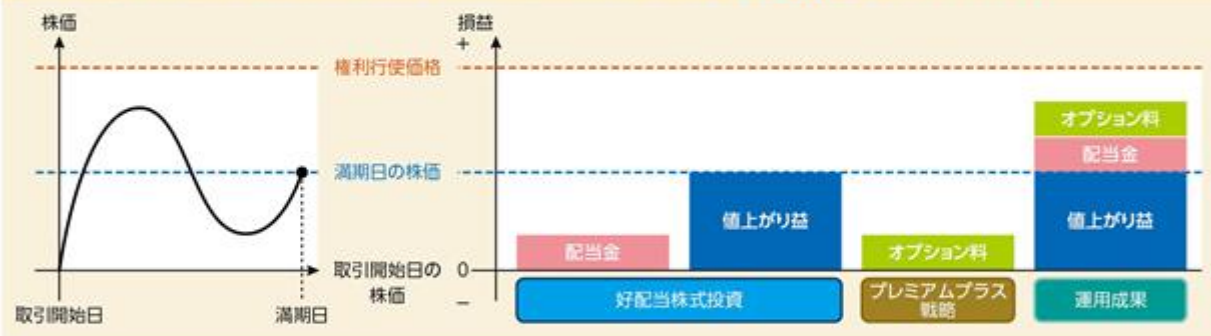 株価
権利行使価格
満期日の株価
取引開始日の
株価
取引開始日
満期日
損益
+
0
−
配当金
値上がり益
オプション料
オプション料
配当金
値上がり益
好配当株式投資
プレミアムプラス
戦略
運用成果